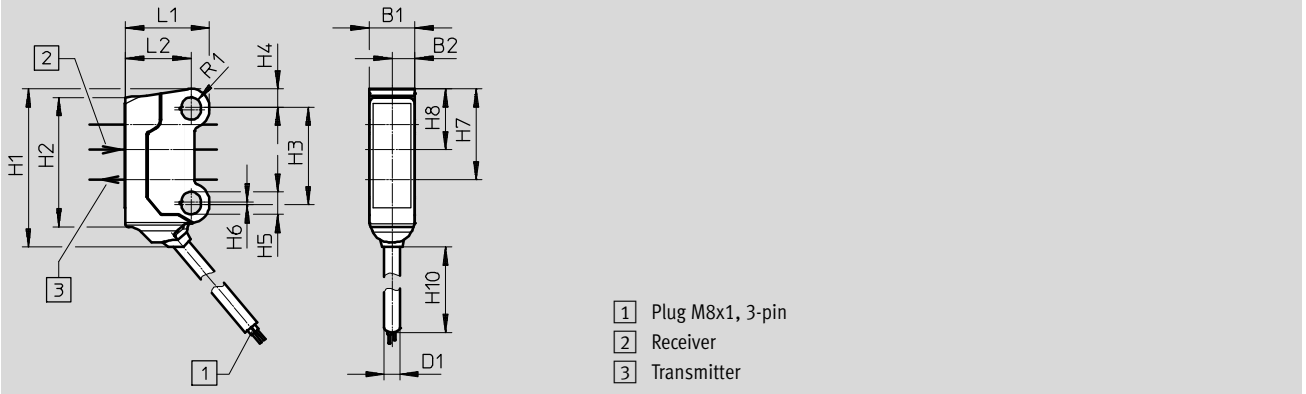 L1
B1
L2
H4
B2
2
R1
H1
H2
H3
H8
H7
H6
H5
3
H10
1
D1
1 Plug M8x1, 3-pin
2 Receiver
3 Transmitter